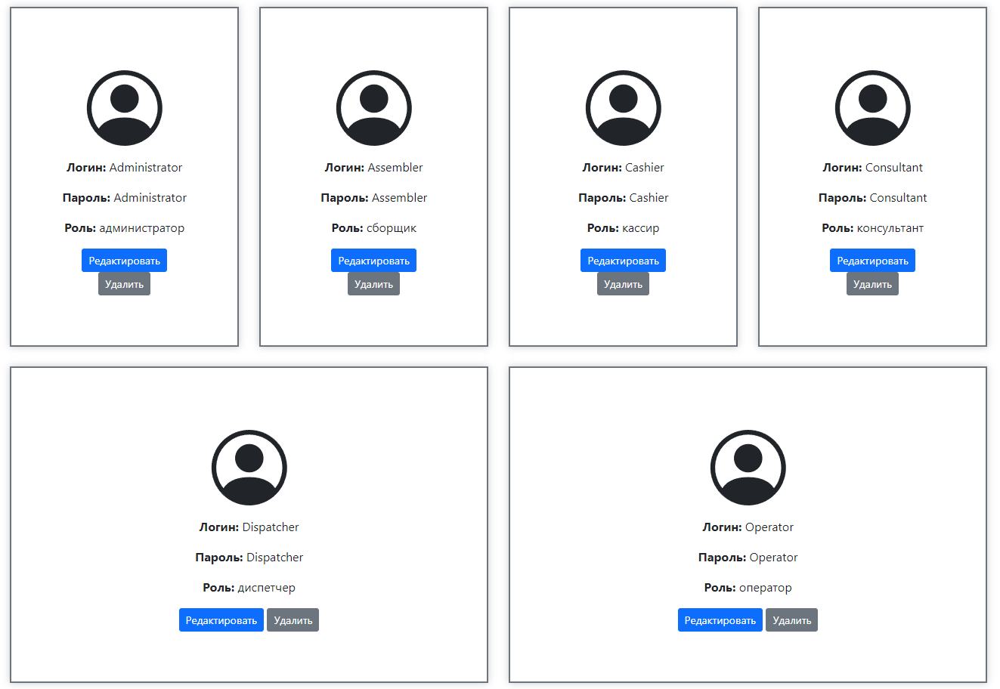 Логин: Administrator
Пароль: Administrator
Роль: администратор
Редактировать
Удалить
Логин: Assembler
Пароль: Assembler
Роль: сборщик
Редактировать
Удалить
Логин: Cashier
Пароль: Cashier
Роль: кассир
Редактировать
Удалить
Логин: Consultant
Пароль: Consultant
Роль: консультант
Редактировать
Удалить
Логин: Dispatcher
Пароль: Dispatcher
Роль: диспетчер
Редактировать Удалить
Логин: Operator
Пароль: Operator
Роль: оператор
Редактировать Удалить